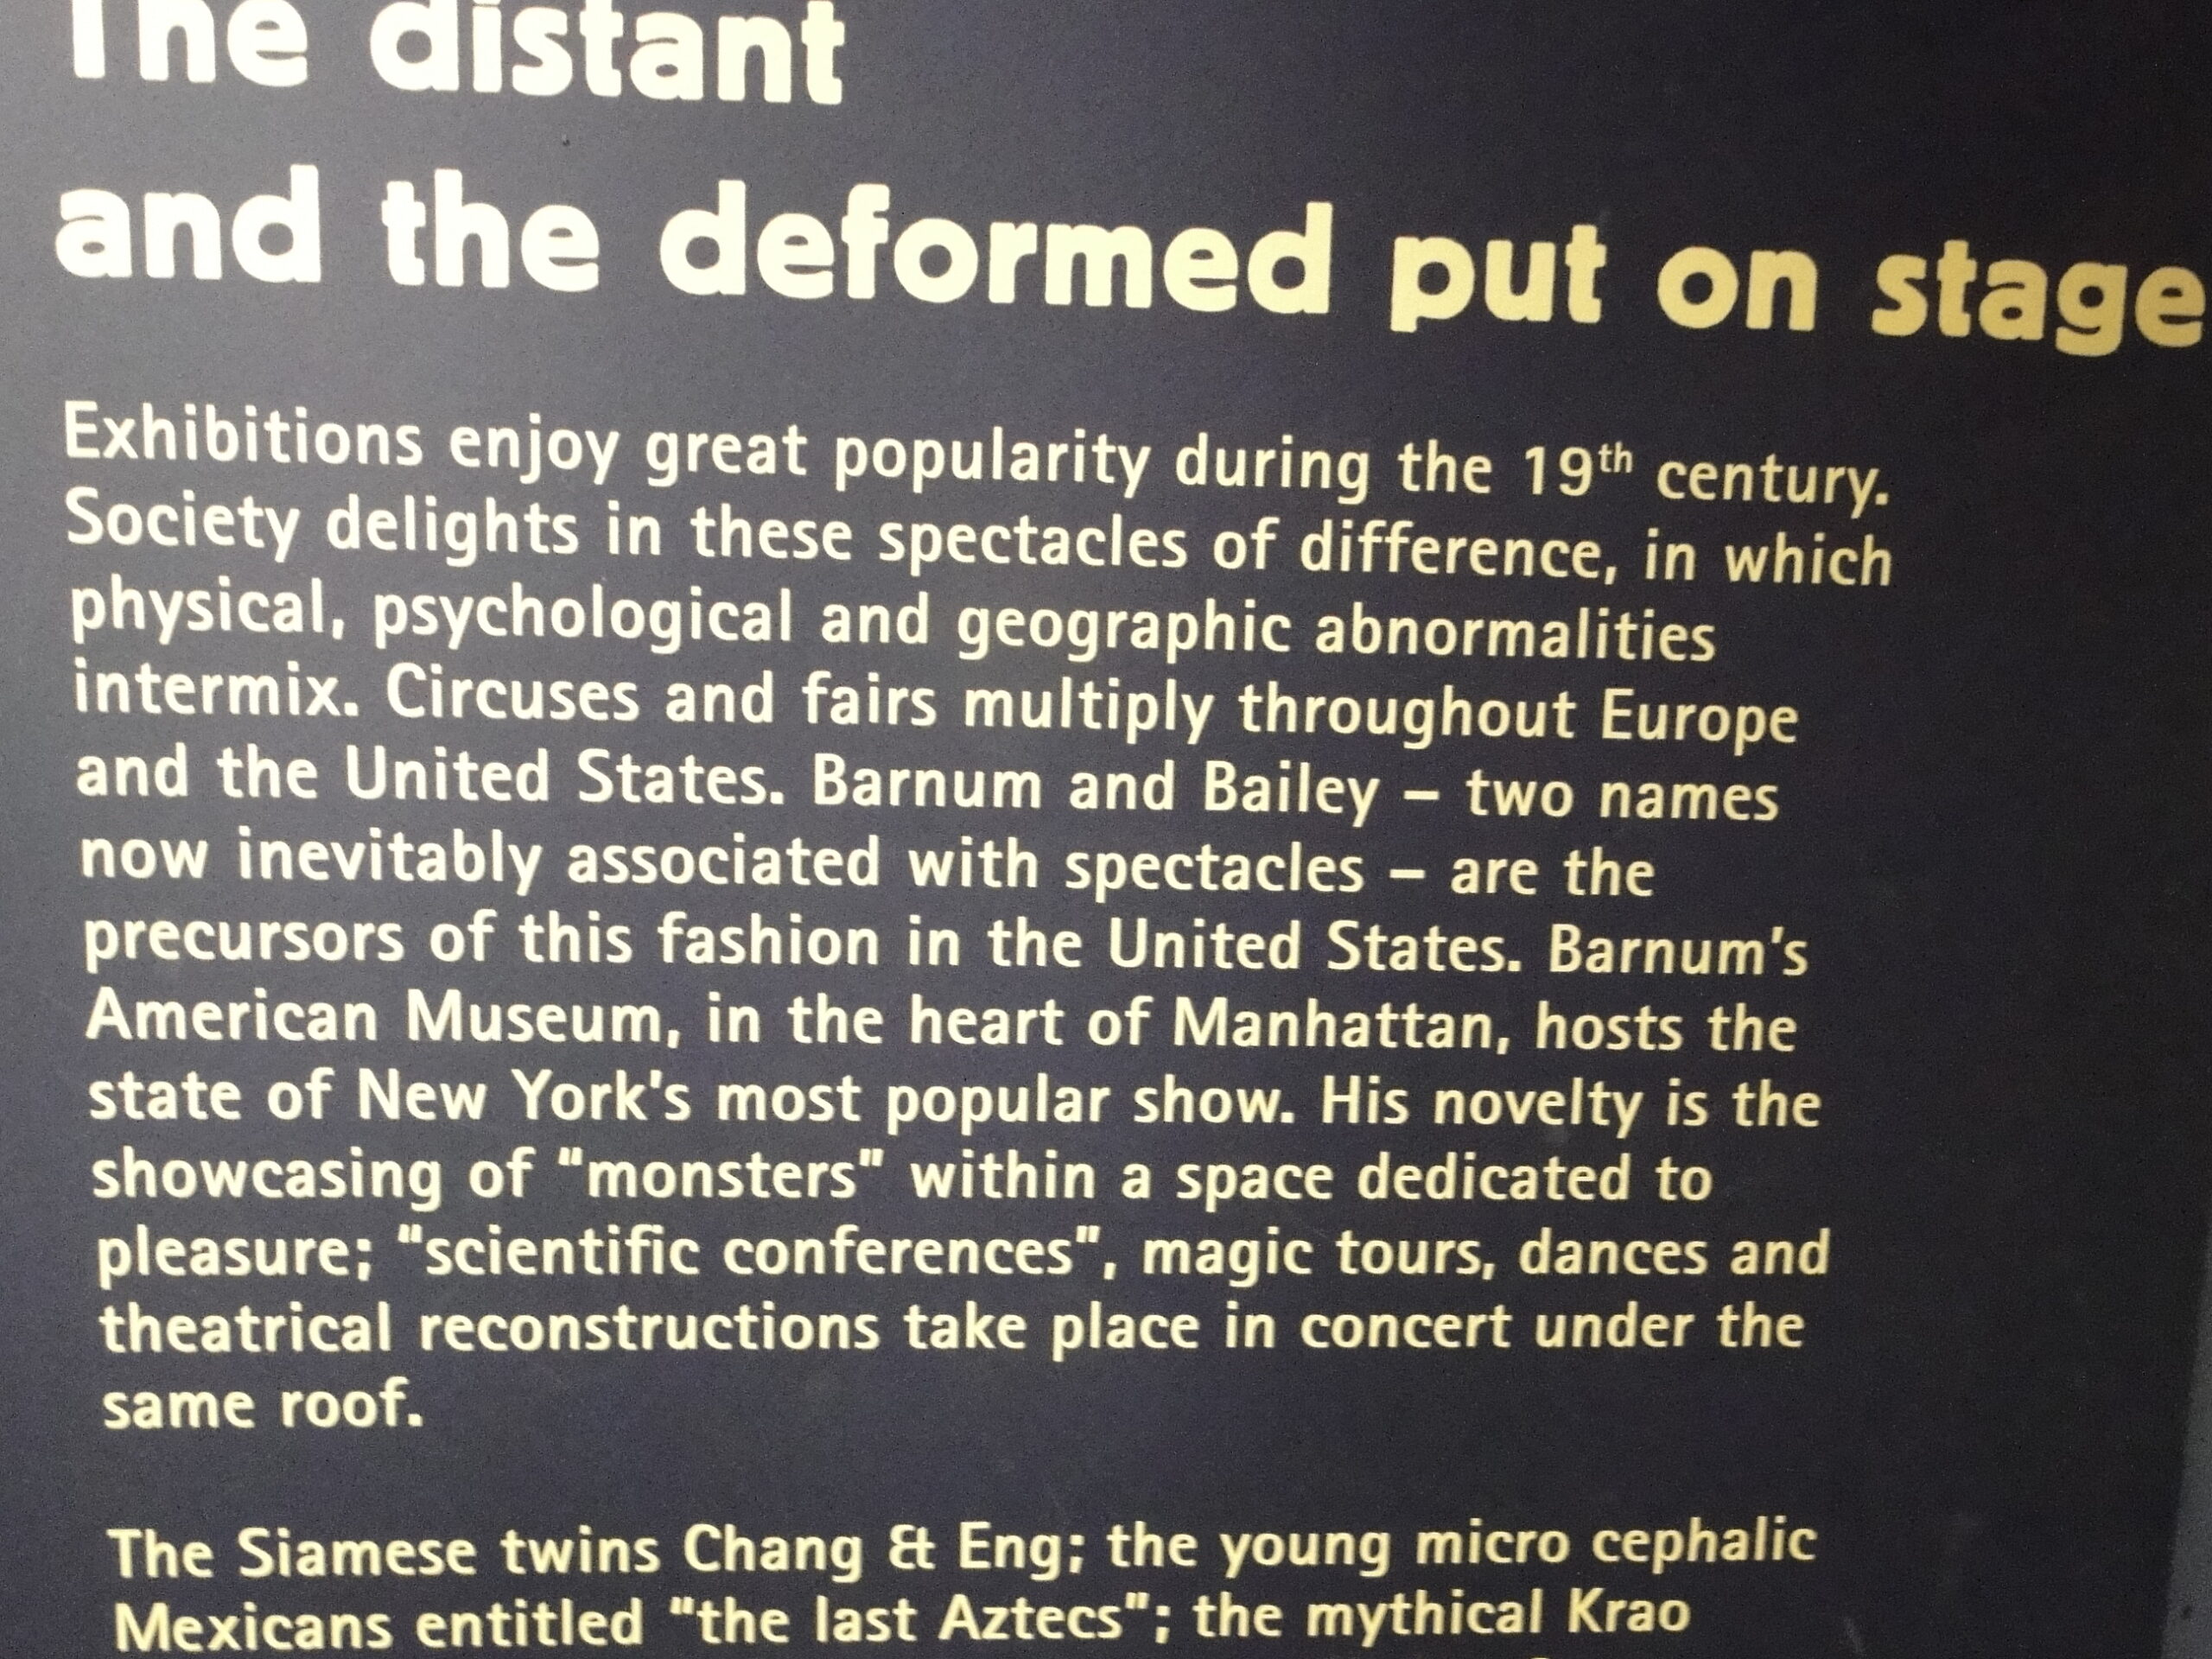 The distant
and the deformed put on stage
Exhibitions enjoy great popularity during the 19th century.
Society delights in these spectacles of difference, in which
physical, psychological and geographic abnormalities
intermix. Circuses and fairs multiply throughout Europe
and the United States. Barnum and Bailey – two names
now inevitably associated with spectacles – are the
precursors of this fashion in the United States. Barnum's
American Museum, in the heart of Manhattan, hosts the
state of New York's most popular show. His novelty is the
showcasing of "monsters" within a space dedicated to
pleasure; "scientific conferences", magic tours, dances and
theatrical reconstructions take place in concert under the
same roof.
The Siamese twins Chang & Eng; the young micro cephalic
Mexicans entitled "the last Aztecs"; the mythical Krao